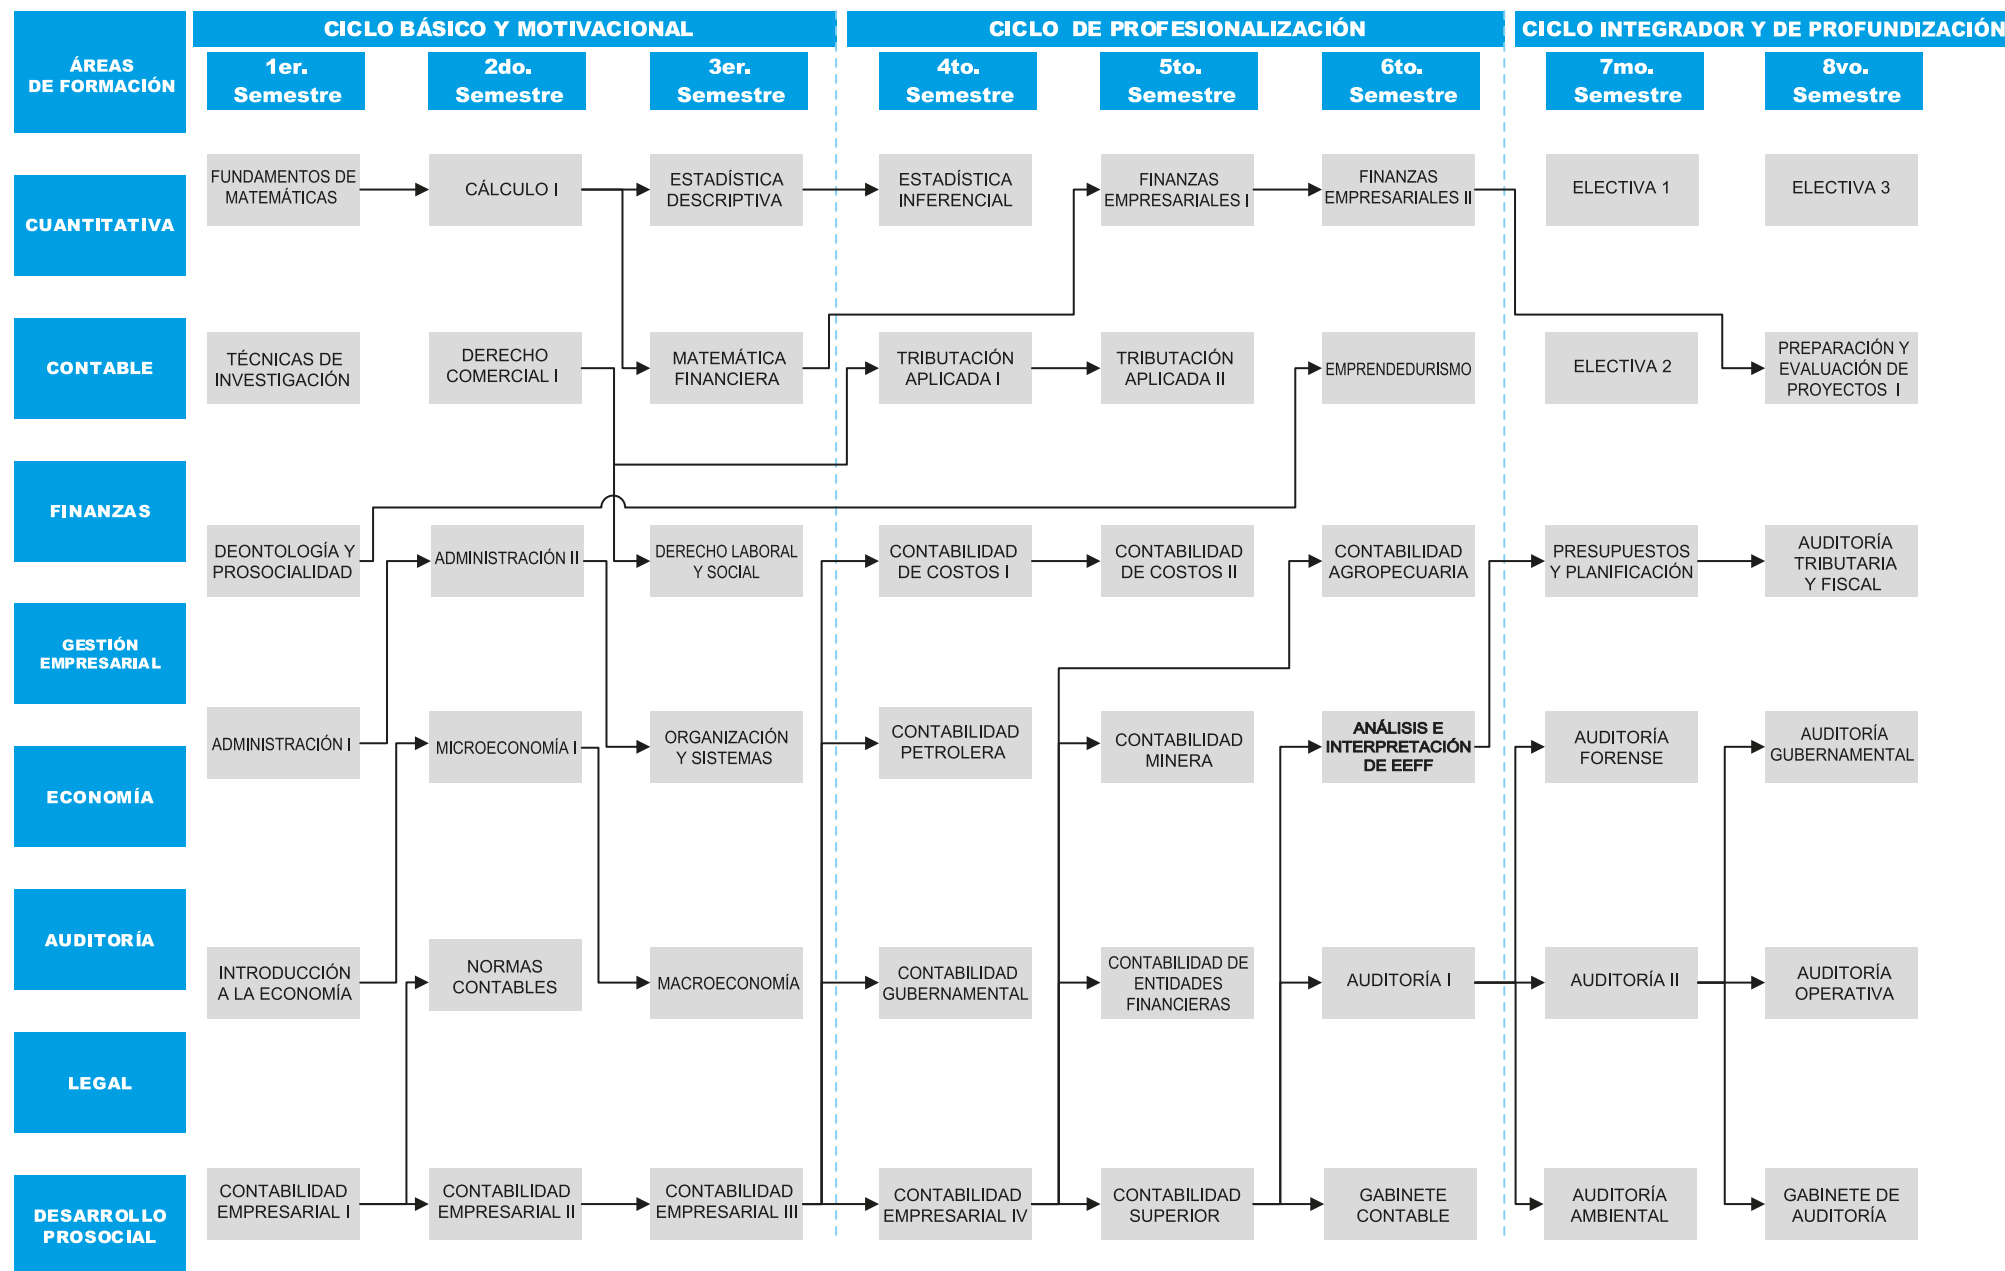 ÁREAS
DE FORMACIÓN
CICLO BÁSICO Y MOTIVACIONAL
CICLO DE PROFESIONALIZACIÓN
CICLO INTEGRADOR Y DE PROFUNDIZACIÓN
1er.
Semestre
2do.
Semestre
3er.
Semestre
4to.
Semestre
5to.
Semestre
6to.
Semestre
7mo.
Semestre
8vo.
Semestre
CUANTITATIVA
FUNDAMENTOS DE
MATEMÁTICAS
CÁLCULO I
ESTADÍSTICA
DESCRIPTIVA
ESTADÍSTICA
INFERENCIAL
FINANZAS
EMPRESARIALES I
FINANZAS
EMPRESARIALES II
ELECTIVA 1
ELECTIVA 3
CONTABLE
TÉCNICAS DE
INVESTIGACIÓN
DERECHO
COMERCIAL I
MATEMÁTICA
FINANCIERA
TRIBUTACIÓN
APLICADA I
TRIBUTACIÓN
APLICADA II
EMPRENDEDURISMO
ELECTIVA 2
PREPARACIÓN Y
EVALUACIÓN DE
PROYECTOS I
FINANZAS
DEONTOLOGÍA Y
PROSOCIALIDAD
ADMINISTRACIÓN II
DERECHO LABORAL
Y SOCIAL
CONTABILIDAD
DE COSTOS I
CONTABILIDAD
DE COSTOS II
CONTABILIDAD
AGROPECUARIA
PRESUPUESTOS
Y PLANIFICACIÓN
AUDITORÍA
TRIBUTARIA
Y FISCAL
GESTIÓN
EMPRESARIAL
ADMINISTRACIÓN I
MICROECONOMÍA I
ORGANIZACIÓN
Y SISTEMAS
CONTABILIDAD
PETROLERA
CONTABILIDAD
MINERA
ANÁLISIS E
INTERPRETACIÓN
DE EEFF
AUDITORÍA
FORENSE
AUDITORÍA
GUBERNAMENTAL
ECONOMÍA
AUDITORÍA
INTRODUCCIÓN
A LA ECONOMÍA
NORMAS
CONTABLES
MACROECONOMÍA
CONTABILIDAD
GUBERNAMENTAL
CONTABILIDAD DE
ENTIDADES
FINANCIERAS
AUDITORÍA I
AUDITORÍA II
AUDITORÍA
OPERATIVA
LEGAL
DESARROLLO
PROSOCIAL
CONTABILIDAD
EMPRESARIAL I
CONTABILIDAD
EMPRESARIAL II
CONTABILIDAD
EMPRESARIAL III
CONTABILIDAD
EMPRESARIAL IV
CONTABILIDAD
SUPERIOR
GABINETE
CONTABLE
AUDITORÍA
AMBIENTAL
GABINETE DE
AUDITORÍA